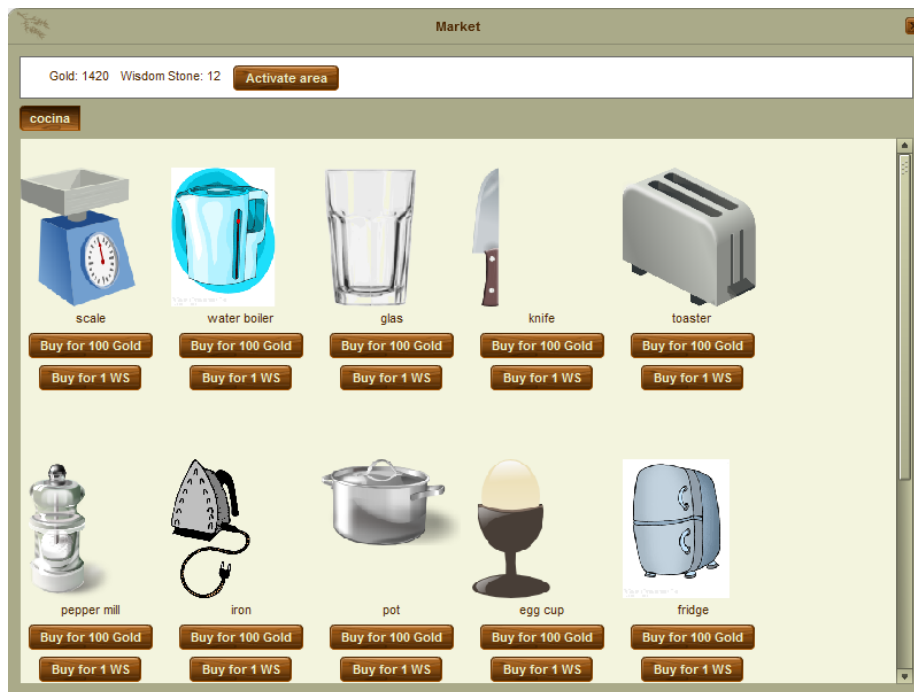 Market
Gold: 1420 Wisdom Stone: 12 Activate area
cocina
scale water boiler glas knife toaster
Buy for 100 Gold Buy for 100 Gold Buy for 100 Gold Buy for 100 Gold Buy for 100 Gold
Buy for 1 WS Buy for 1 WS Buy for 1 WS Buy for 1 WS Buy for 1 WS
pepper mill iron pot egg cup fridge
Buy for 100 Gold Buy for 100 Gold Buy for 100 Gold Buy for 100 Gold Buy for 100 Gold
Buy for 1 WS Buy for 1 WS Buy for 1 WS Buy for 1 WS Buy for 1 WS